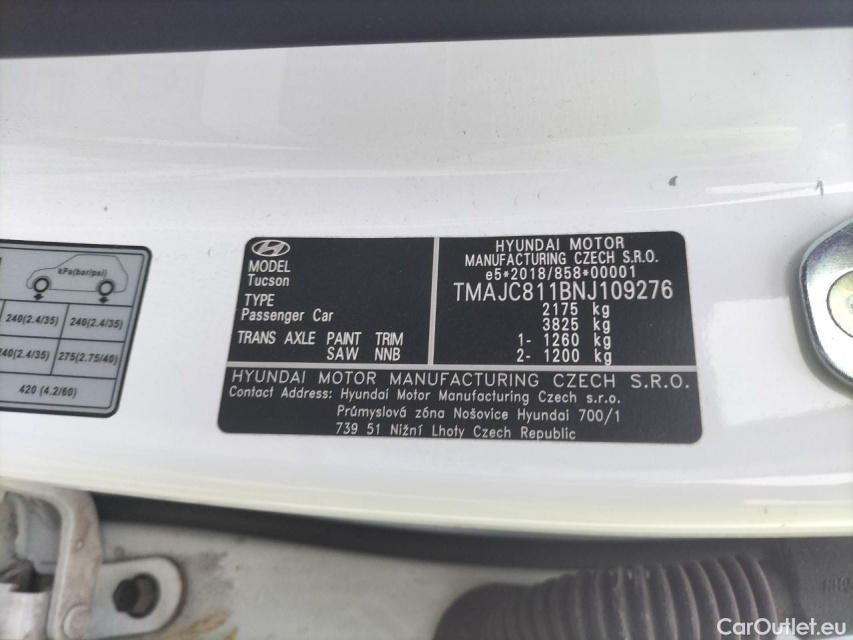 kPa(bar/psi)
240(2.4/35) 240(2.4/35)
240(2.4/35) 275(2.75/40)
420 (4.2/60)
MODEL
Tucson
TYPE
Passenger Car
TRANS AXLE PAINT TRIM
SAW NNB
HYUNDAI MOTOR
MANUFACTURING CZECH S.R.O.
e5*2018/858*00001
TMAJC811BNJ109276
2175 kg
3825 kg
1- 1260 kg
2- 1200 kg
HYUNDAI MOTOR MANUFACTURING CZECH S.R.O.
Contact Address: Hyundai Motor Manufacturing Czech s.r.o.
Průmyslová zóna Nošovice Hyundai 700/1
739 51 Nižní Lhoty Czech Republic
CarOutlet.eu